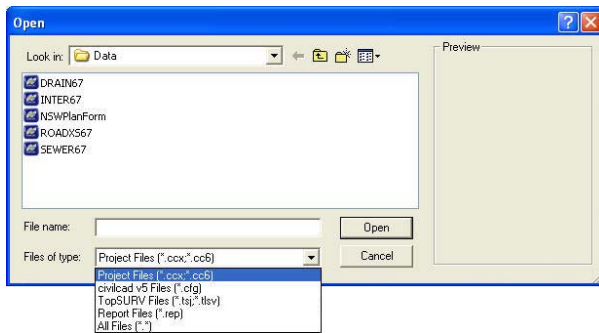 Open
Look in: Data
Preview
DRAIN67
INTER67
NSWPlanForm
ROADXS67
SEWER67
File name:
Open
Files of type: Project Files (*.ccx;*.cc6)
Cancel
Project Files (*.ccx;*.cc6)
civilcad v5 Files (*.cfg)
TopSURV Files (*.tsj;*.tlsv)
Report Files (*.rep)
All Files (*.*)